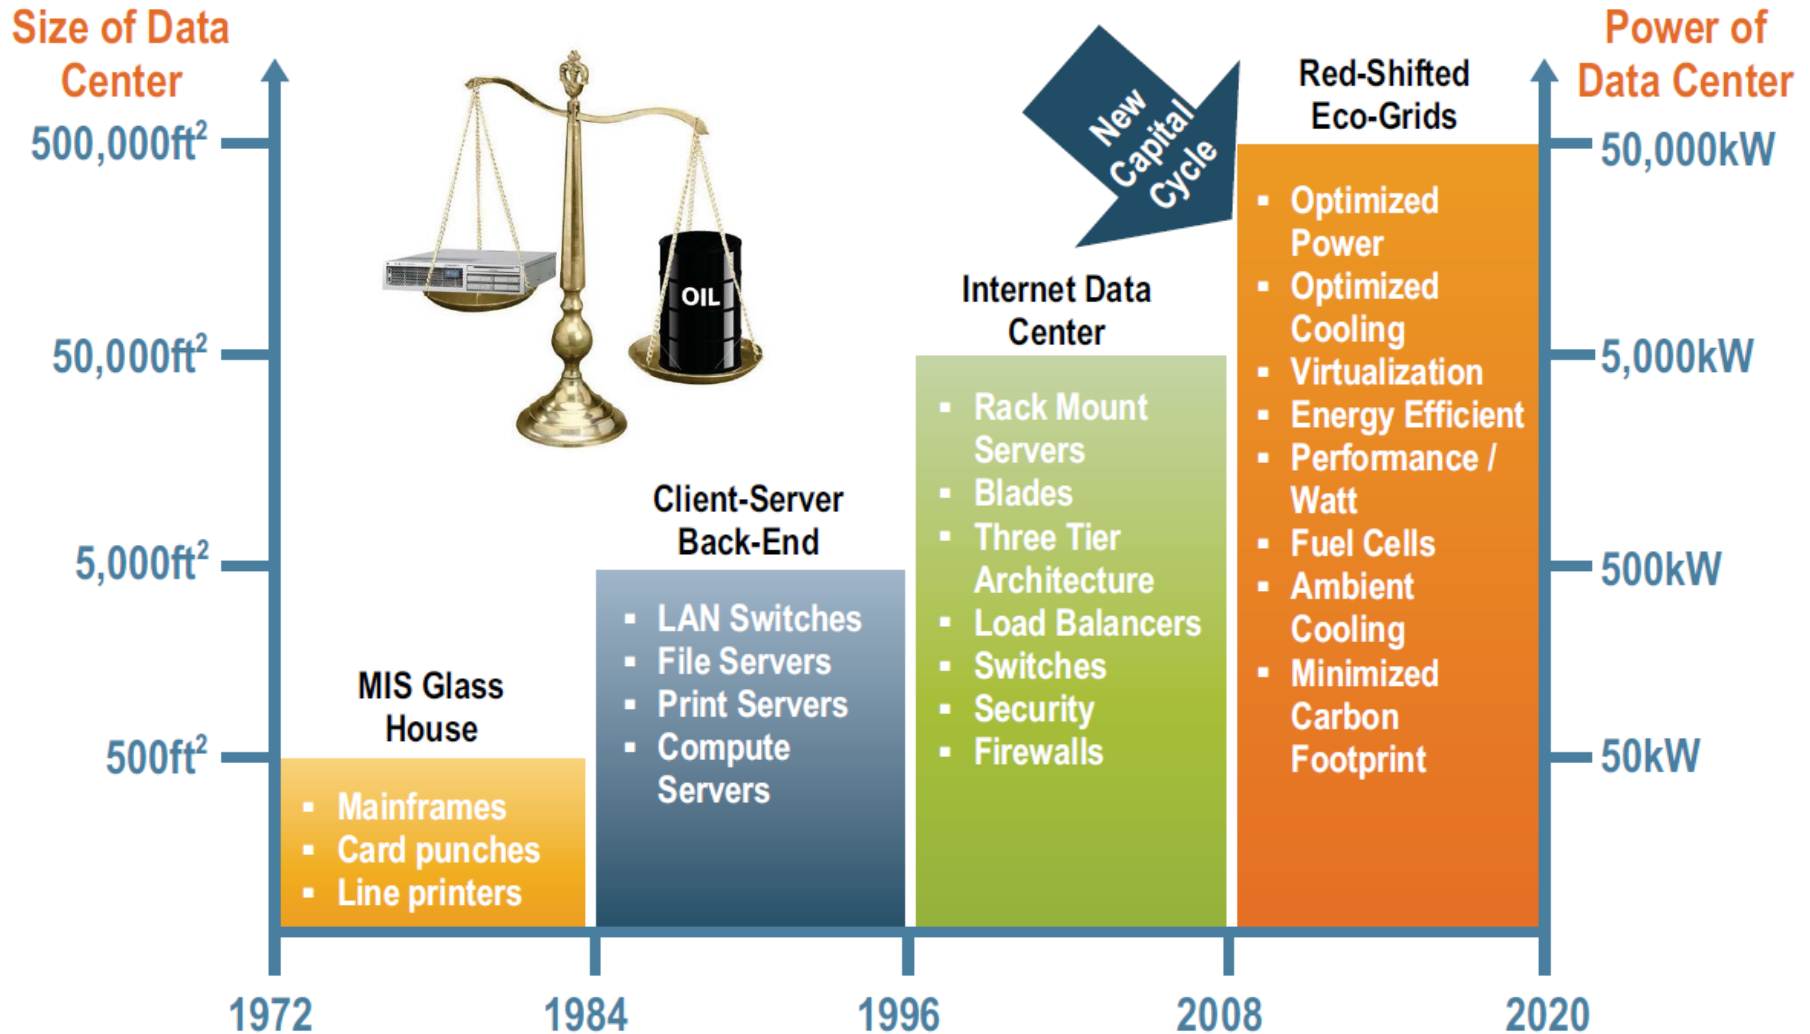 Size of Data
Center
500,000ft²
50,000ft²
5,000ft²
500ft²
OIL
New
Capital
Cycle
Power of
Data Center
50,000kW
5,000kW
500kW
50kW
MIS Glass
House
▪ Mainframes
▪ Card punches
▪ Line printers
Client-Server
Back-End
▪ LAN Switches
▪ File Servers
▪ Print Servers
▪ Compute
Servers
Internet Data
Center
▪ Rack Mount
Servers
▪ Blades
▪ Three Tier
Architecture
▪ Load Balancers
▪ Switches
▪ Security
▪ Firewalls
Red-Shifted
Eco-Grids
▪ Optimized
Power
▪ Optimized
Cooling
▪ Virtualization
▪ Energy Efficient
▪ Performance /
Watt
▪ Fuel Cells
▪ Ambient
Cooling
▪ Minimized
Carbon
Footprint
1972
1984
1996
2008
2020